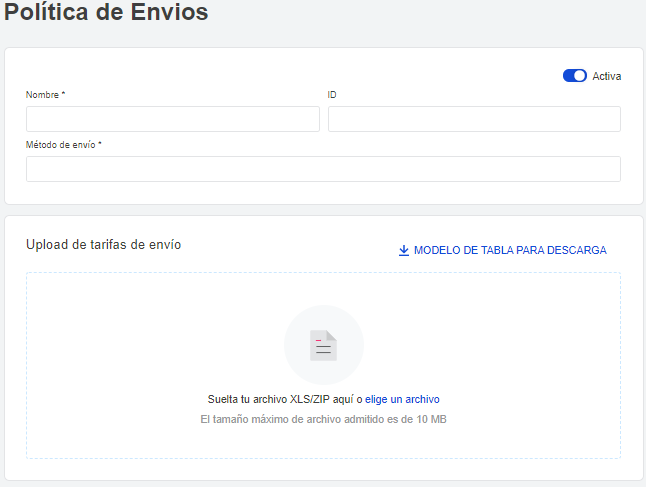 Política de Envios
Activa
Nombre *
ID
Método de envío *
Upload de tarifas de envío
MODELO DE TABLA PARA DESCARGA
Suelta tu archivo XLS/ZIP aquí o elige un archivo
El tamaño máximo de archivo admitido es de 10 MB